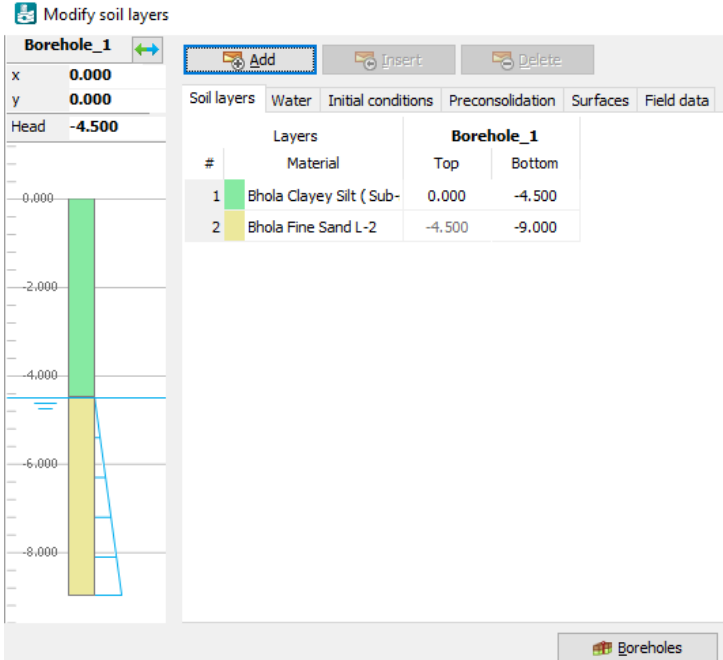 Modify soil layers
Borehole_1
x 0.000
y 0.000
Head -4.500
0.000
-2.000
-4.000
-6.000
-8.000
Add Insert Delete
Soil layers Water Initial conditions Preconsolidation Surfaces Field data
Layers Borehole_1
# Material Top Bottom
1 Bhola Clayey Silt ( Sub- 0.000 -4.500
2 Bhola Fine Sand L-2 -4.500 -9.000
Boreholes